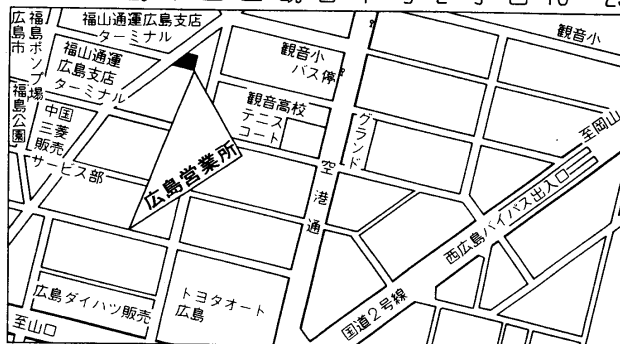 福山通運広島支店
ターミナル
広島市
福島ポンプ場
福島公園
福山通運
広島支店
ターミナル
中国
三菱
販売
サービス部
観音小
バス停
観音小
観音高校
テニス
コート
グランド
空港通
広島営業所
至岡山
西広島バイパス出入口
国道2号線
広島ダイハツ販売
トヨタオート
広島
至山口